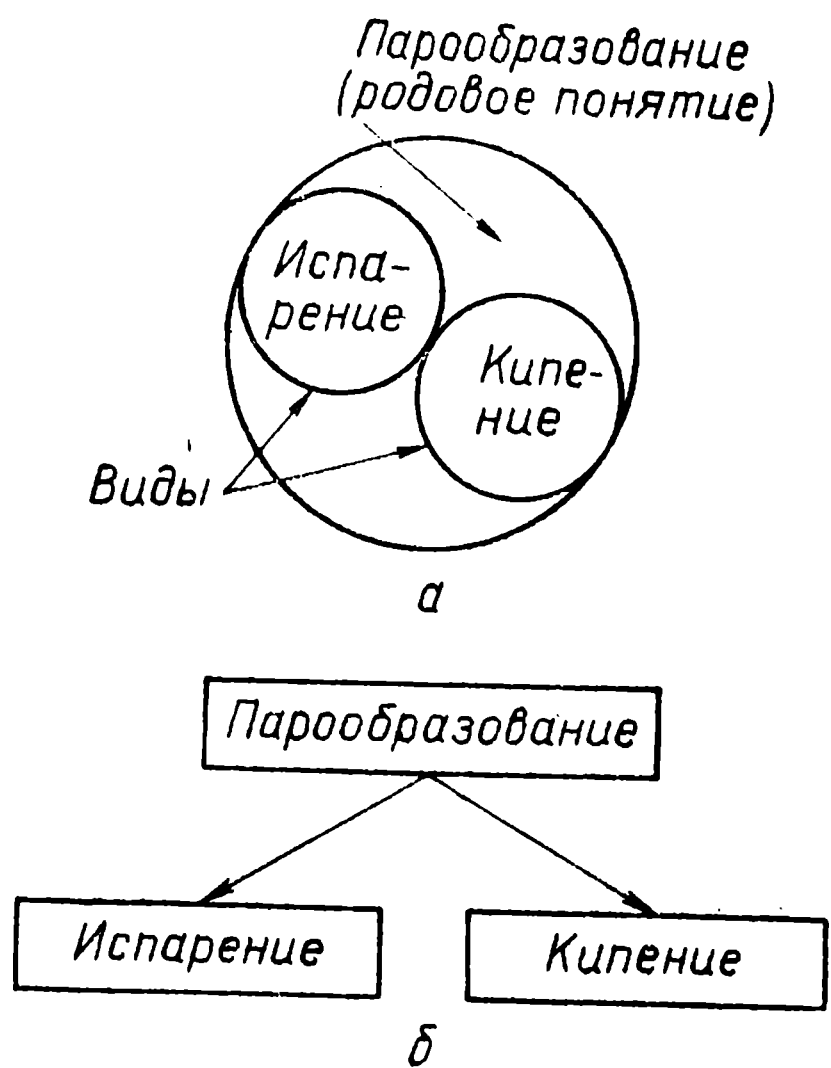 Парообразование
(родовое понятие)
Испа-
рение
Кипе-
ние
Виды
а
Парообразование
Испарение
Кипение
б